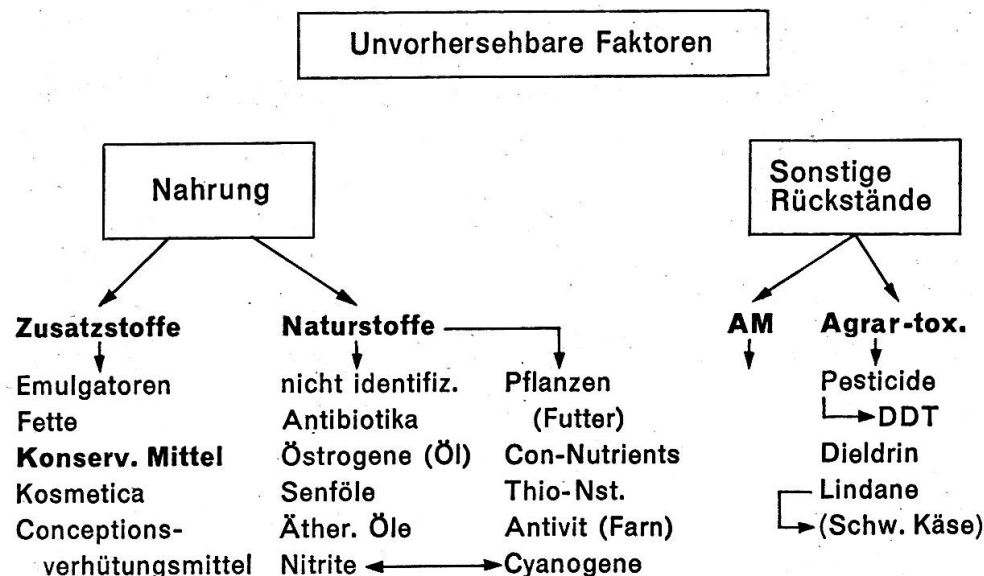 Unvorhersehbare Faktoren
Nahrung
Sonstige
Rückstände
Zusatzstoffe
Emulgatoren
Fette
Konserv. Mittel
Kosmetica
Conceptions-
verhütungsmittel
Naturstoffe
nicht identifiz.
Antibiotika
Östrogene (Öl)
Senföle
Äther. Öle
Nitrite
Pflanzen
(Futter)
Con-Nutrients
Thio-Nst.
Antivit (Farn)
Cyanogene
AM
Agrar-tox.
Pesticide
DDT
Dieldrin
Lindane
(Schw. Käse)